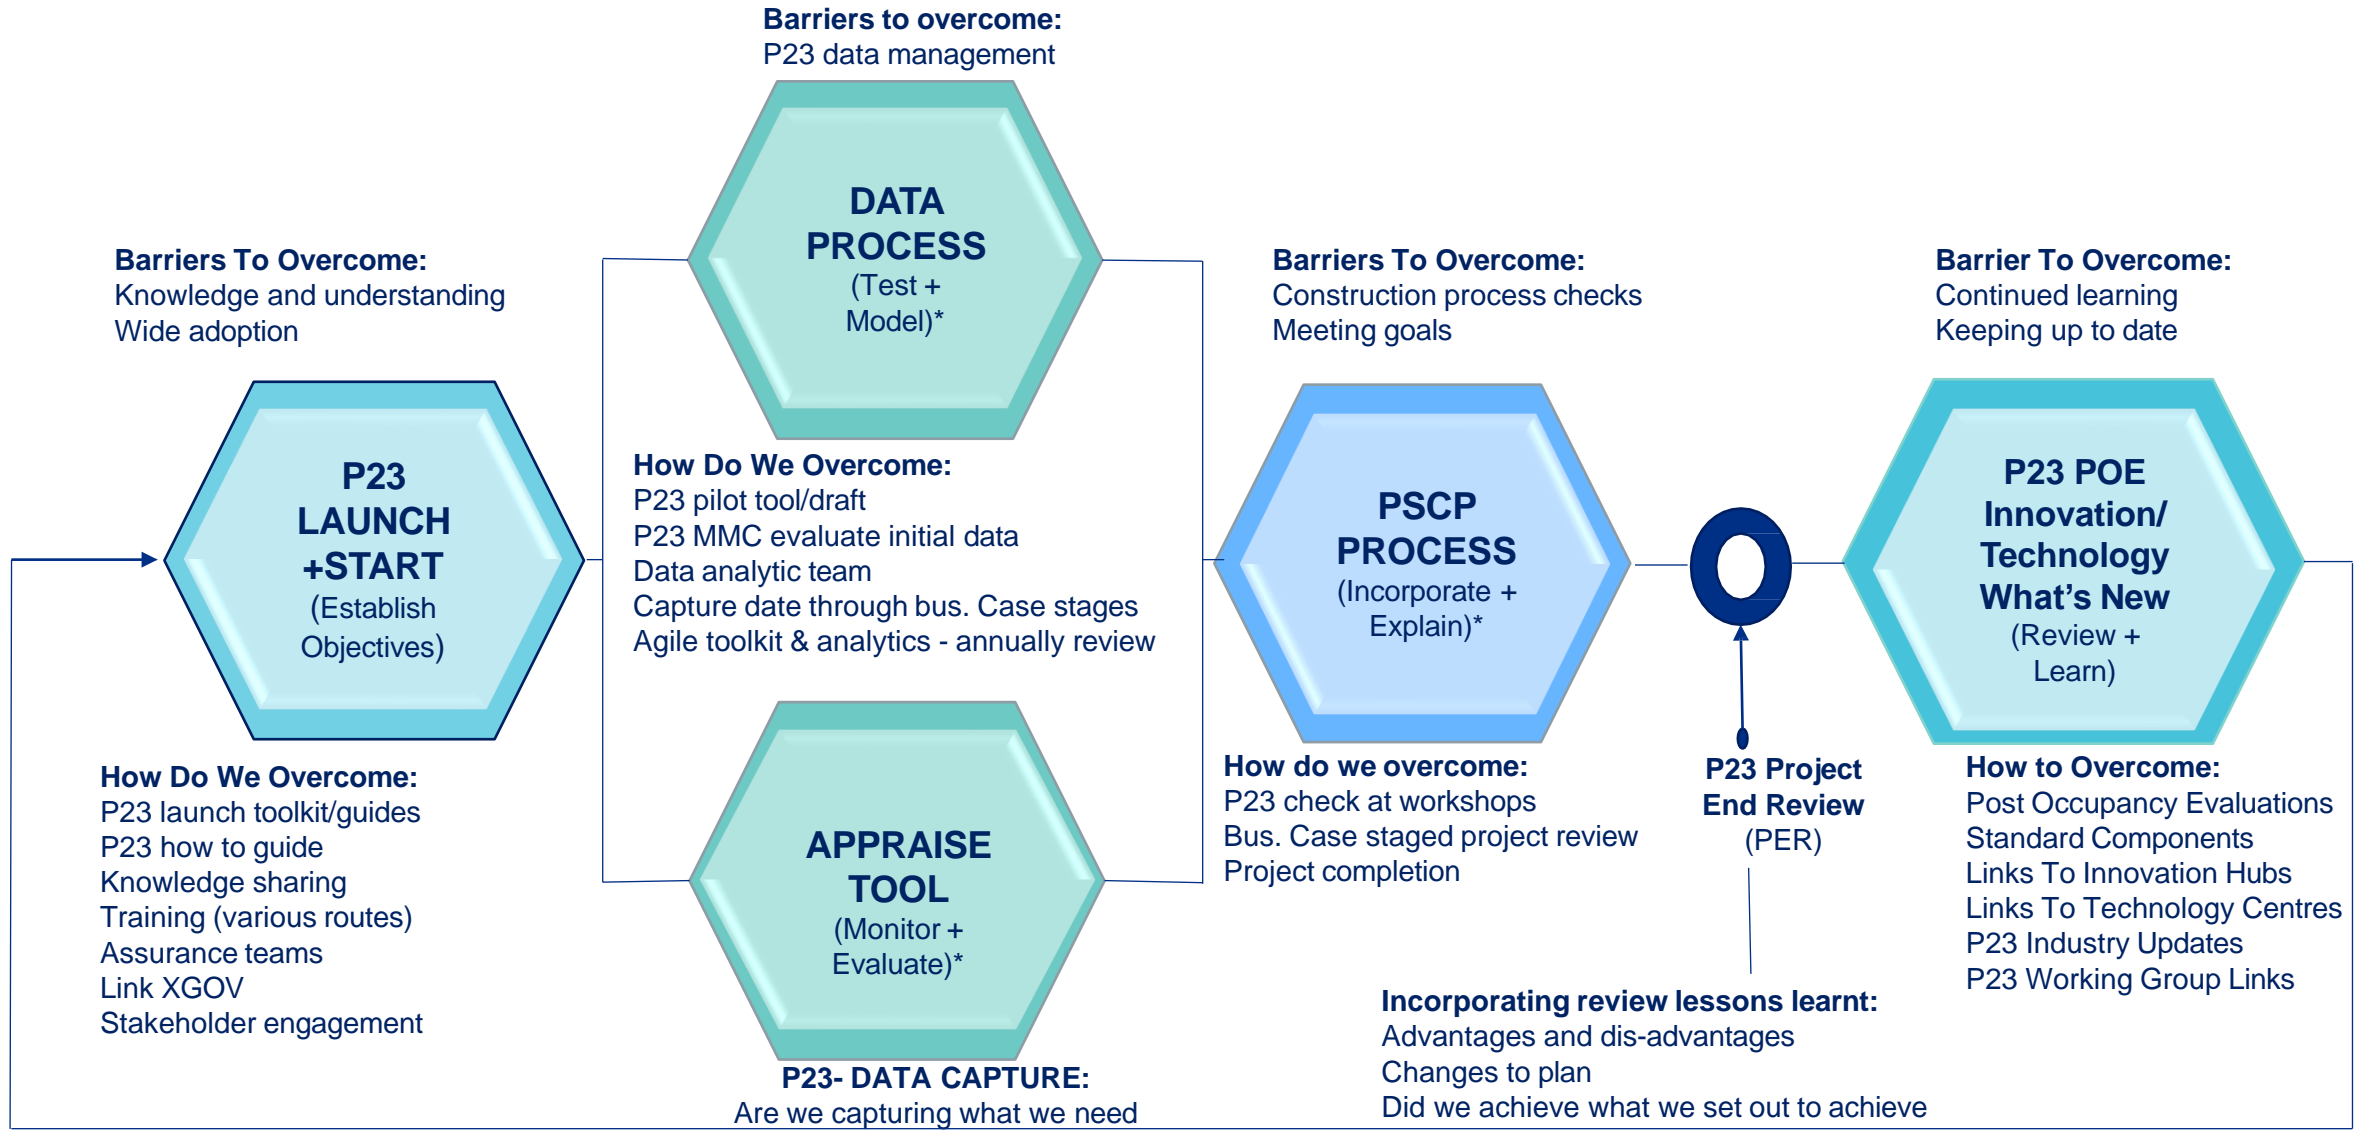 Barriers to overcome:
P23 data management
DATA
PROCESS
(Test +
Model)*
Barriers To Overcome:
Knowledge and understanding
Wide adoption
P23
LAUNCH
+START
(Establish
Objectives)
How Do We Overcome:
P23 launch toolkit/guides
P23 how to guide
Knowledge sharing
Training (various routes)
Assurance teams
Link XGOV
Stakeholder engagement
How Do We Overcome:
P23 pilot tool/draft
P23 MMC evaluate initial data
Data analytic team
Capture date through bus. Case stages
Agile toolkit & analytics - annually review
APPRAISE
TOOL
(Monitor +
Evaluate)*
P23- DATA CAPTURE:
Are we capturing what we need
Barriers To Overcome:
Construction process checks
Meeting goals
PSCP
PROCESS
(Incorporate +
Explain)*
How do we overcome:
P23 check at workshops
Bus. Case staged project review
Project completion
P23 Project
End Review
(PER)
Incorporating review lessons learnt:
Advantages and dis-advantages
Changes to plan
Did we achieve what we set out to achieve
Barrier To Overcome:
Continued learning
Keeping up to date
P23 POE
Innovation/
Technology
What's New
(Review +
Learn)
How to Overcome:
Post Occupancy Evaluations
Standard Components
Links To Innovation Hubs
Links To Technology Centres
P23 Industry Updates
P23 Working Group Links